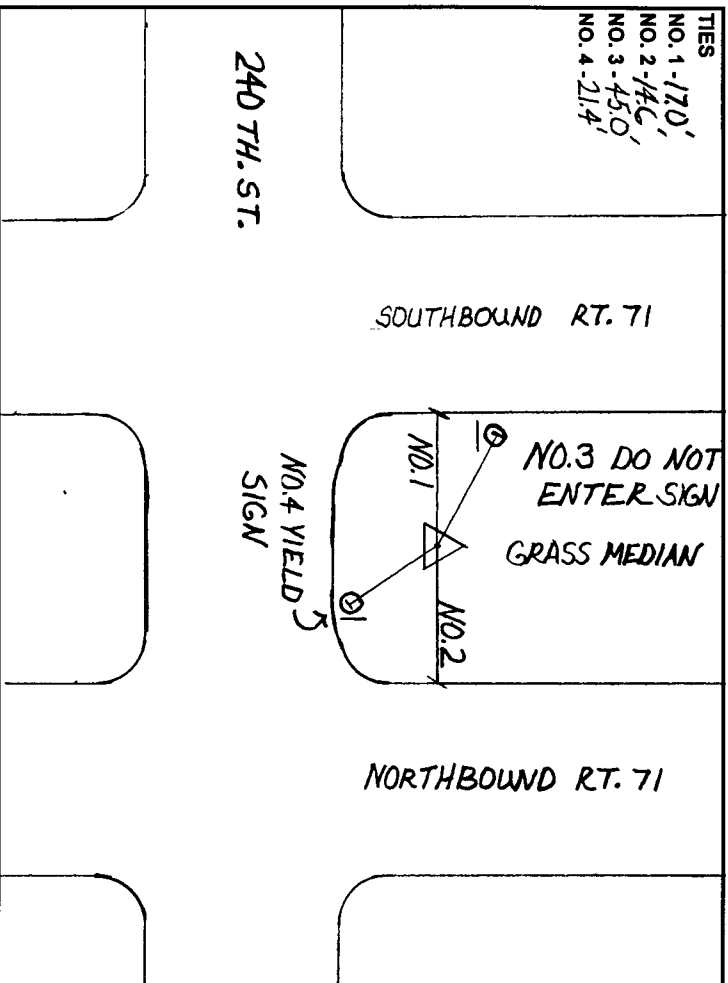 TIES
NO. 1 - 17.0'
NO. 2 - 14.6'
NO. 3 - 45.0'
NO. 4 - 21.4'
240 TH. ST.
SOUTHBOUND RT. 71
NO.3 DO NOT
ENTER SIGN
NO.1
GRASS MEDIAN
NO.4 YIELD
SIGN
NO.2
NORTHBOUND RT. 71